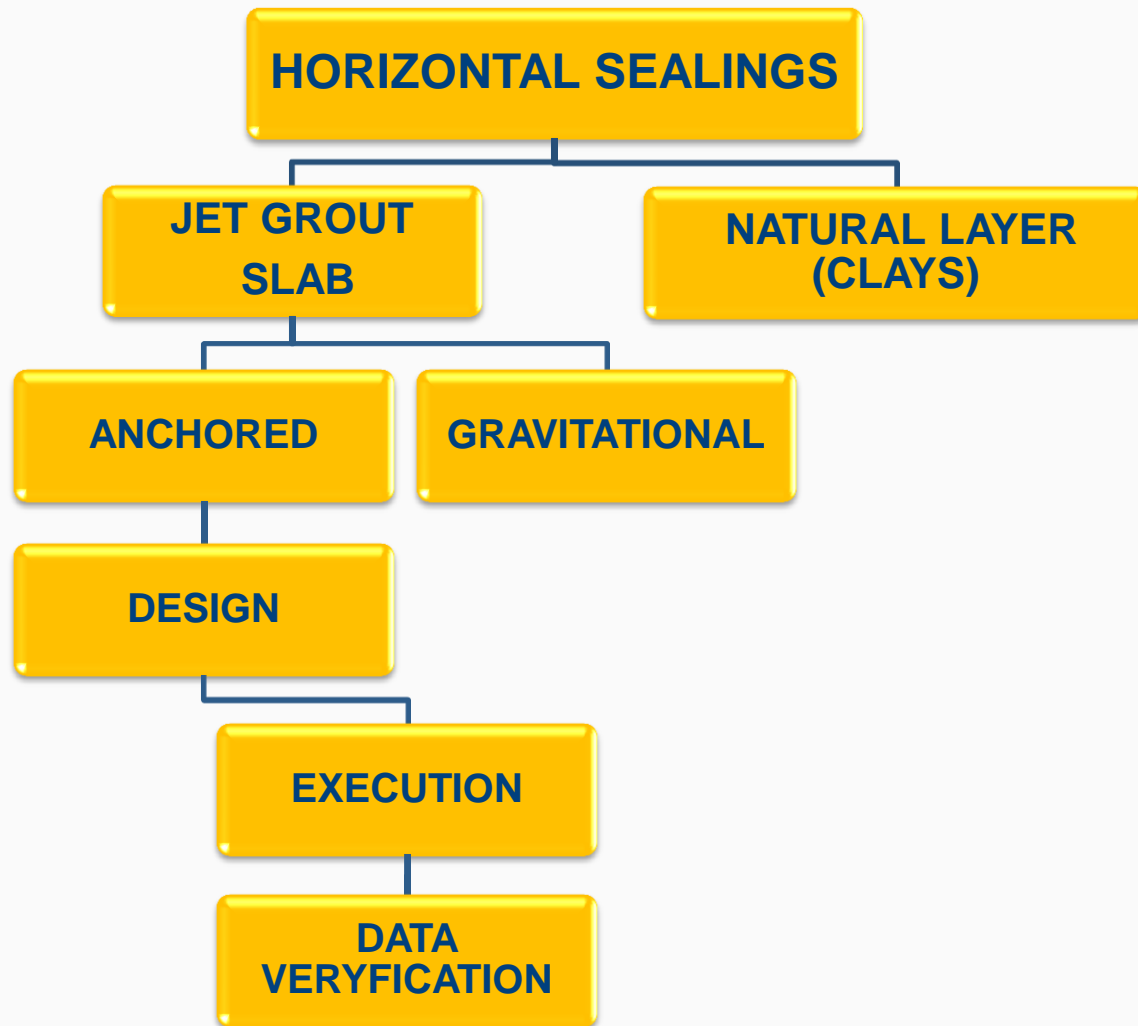 HORIZONTAL SEALINGS
JET GROUT
SLAB
NATURAL LAYER
(CLAYS)
ANCHORED
GRAVITATIONAL
DESIGN
EXECUTION
DATA
VERYFICATION